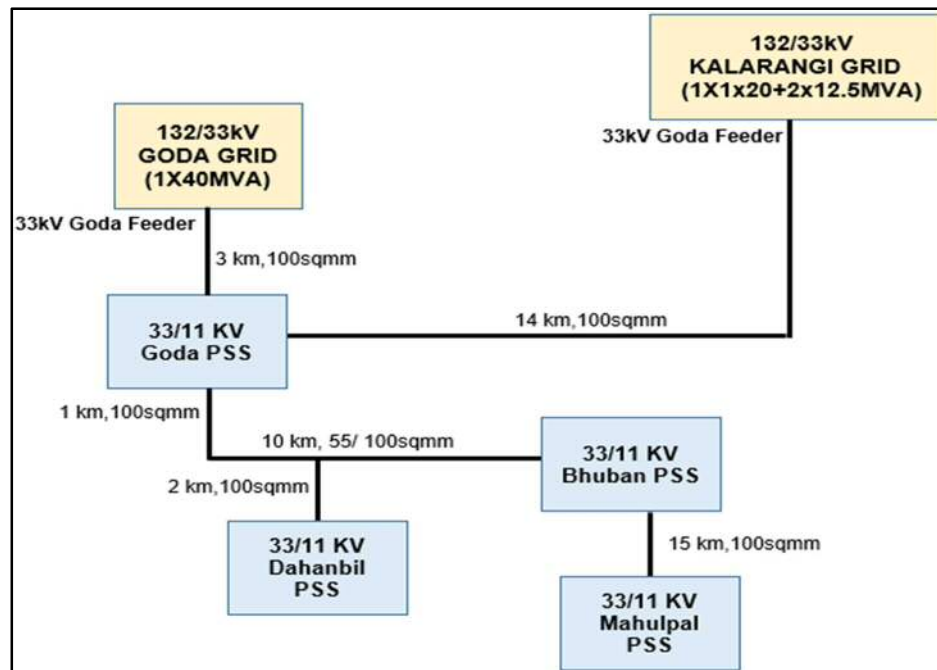 132/33kV
KALARANGI GRID
(1X1x20+2x12.5MVA)
33kV Goda Feeder
132/33kV
GODA GRID
(1X40MVA)
33kV Goda Feeder
3 km,100sqmm
14 km,100sqmm
33/11 KV
Goda PSS
1 km,100sqmm
10 km, 55/ 100sqmm
33/11 KV
Bhuban PSS
2 km,100sqmm
33/11 KV
Dahanbil
PSS
15 km,100sqmm
33/11 KV
Mahulpal
PSS